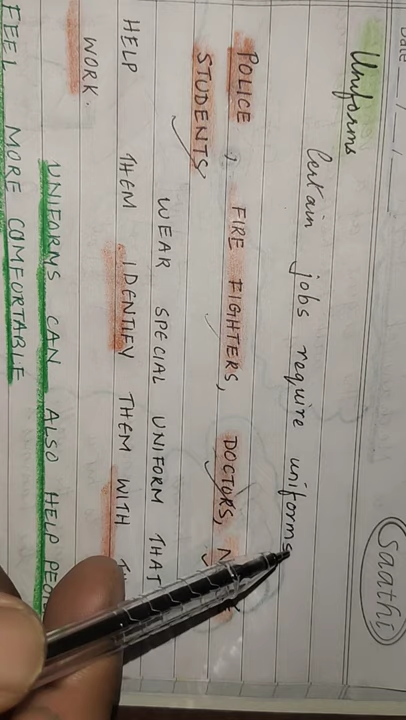 Date
Saathi
Uniforms
Certain jobs require uniforms
POLICE, FIRE FIGHTERS, DOCTORS,
STUDENTS
WEAR SPECIAL UNIFORM THAT
HELP THEM IDENTIFY THEM WITH
WORK.
UNIFORMS CAN ALSO HELP
FEEL MORE COMFORTABLE